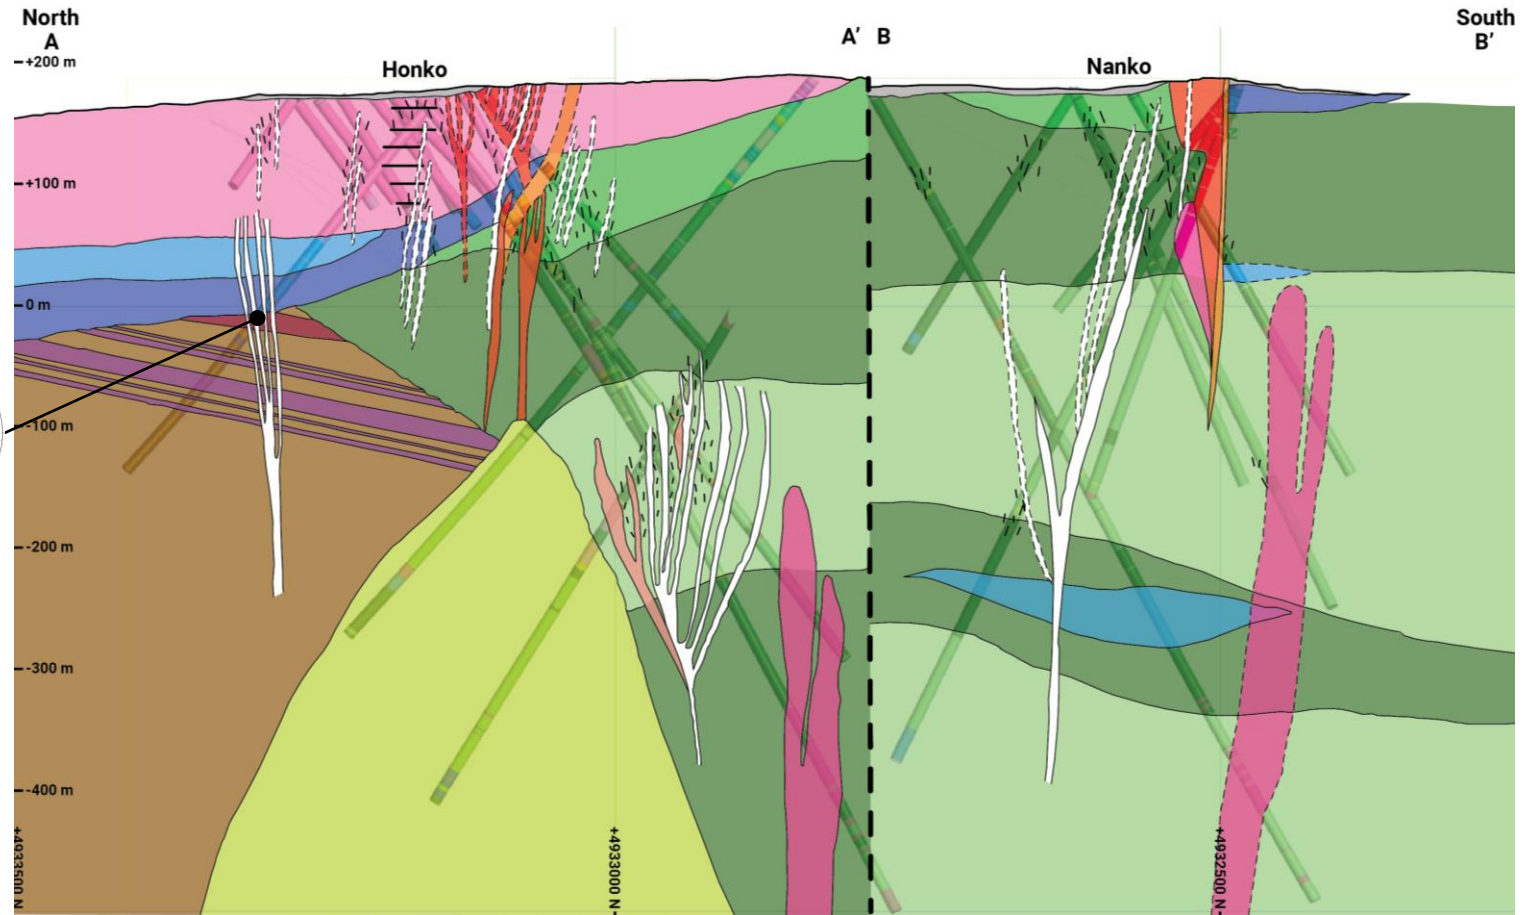 North
A
A’
B
South
B’
+200 m
Honko
Nanko
+100 m
0 m
-100 m
-200 m
-300 m
-400 m
+4933500 N
+4933000 N
+4932500 N